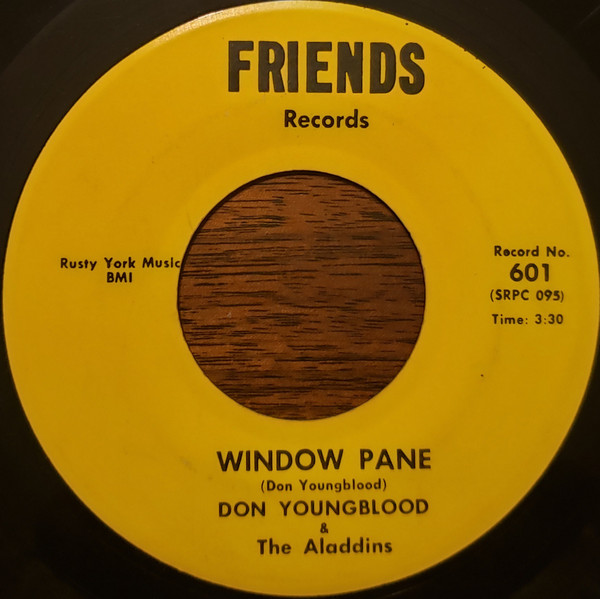 FRIENDS
Records
Rusty York Music
BMI
Record No.
601
(SRPC 095)
Time: 3:30
WINDOW PANE
(Don Youngblood)
DON YOUNGBLOOD
&
The Aladdins